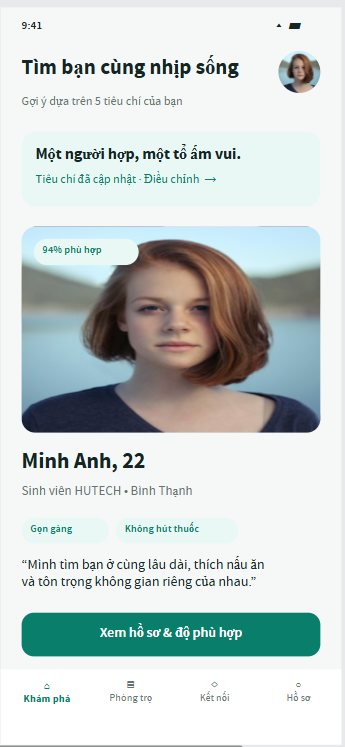 9:41
Tìm bạn cùng nhịp sống
Gợi ý dựa trên 5 tiêu chí của bạn
Một người hợp, một tổ ấm vui.
Tiêu chí đã cập nhật · Điều chỉnh →
94% phù hợp
Minh Anh, 22
Sinh viên HUTECH • Bình Thạnh
Gọn gàng
Không hút thuốc
“Mình tìm bạn ở cùng lâu dài, thích nấu ăn
và tôn trọng không gian riêng của nhau.”
Xem hồ sơ & độ phù hợp
Khám phá
Phòng trọ
Kết nối
Hồ sơ